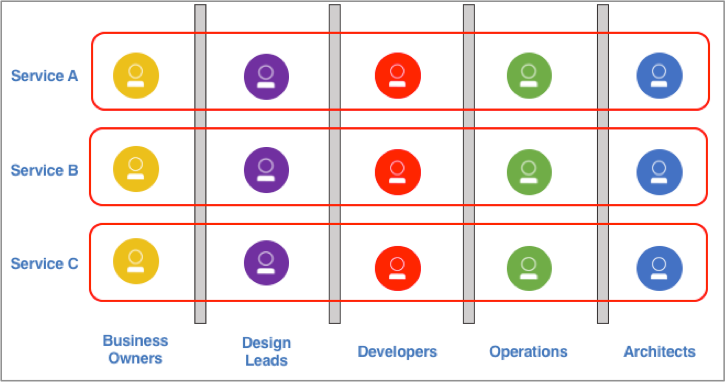 Service A
Service B
Service C
Business
Owners
Design
Leads
Developers
Operations
Architects